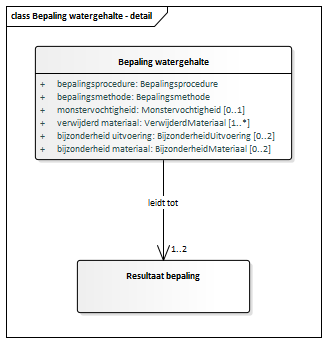 class Bepaling watergehalte - detail
Bepaling watergehalte
+ bepalingsprocedure: Bepalingsprocedure
+ bepalingsmethode: Bepalingsmethode
+ monstervochtigheid: Monstervochtigheid [0..1]
+ verwijderd materiaal: VerwijderdMateriaal [1..*]
+ bijzonderheid uitvoering: BijzonderheidUitvoering [0..2]
+ bijzonderheid materiaal: BijzonderheidMateriaal [0..2]
leidt tot
1..2
Resultaat bepaling